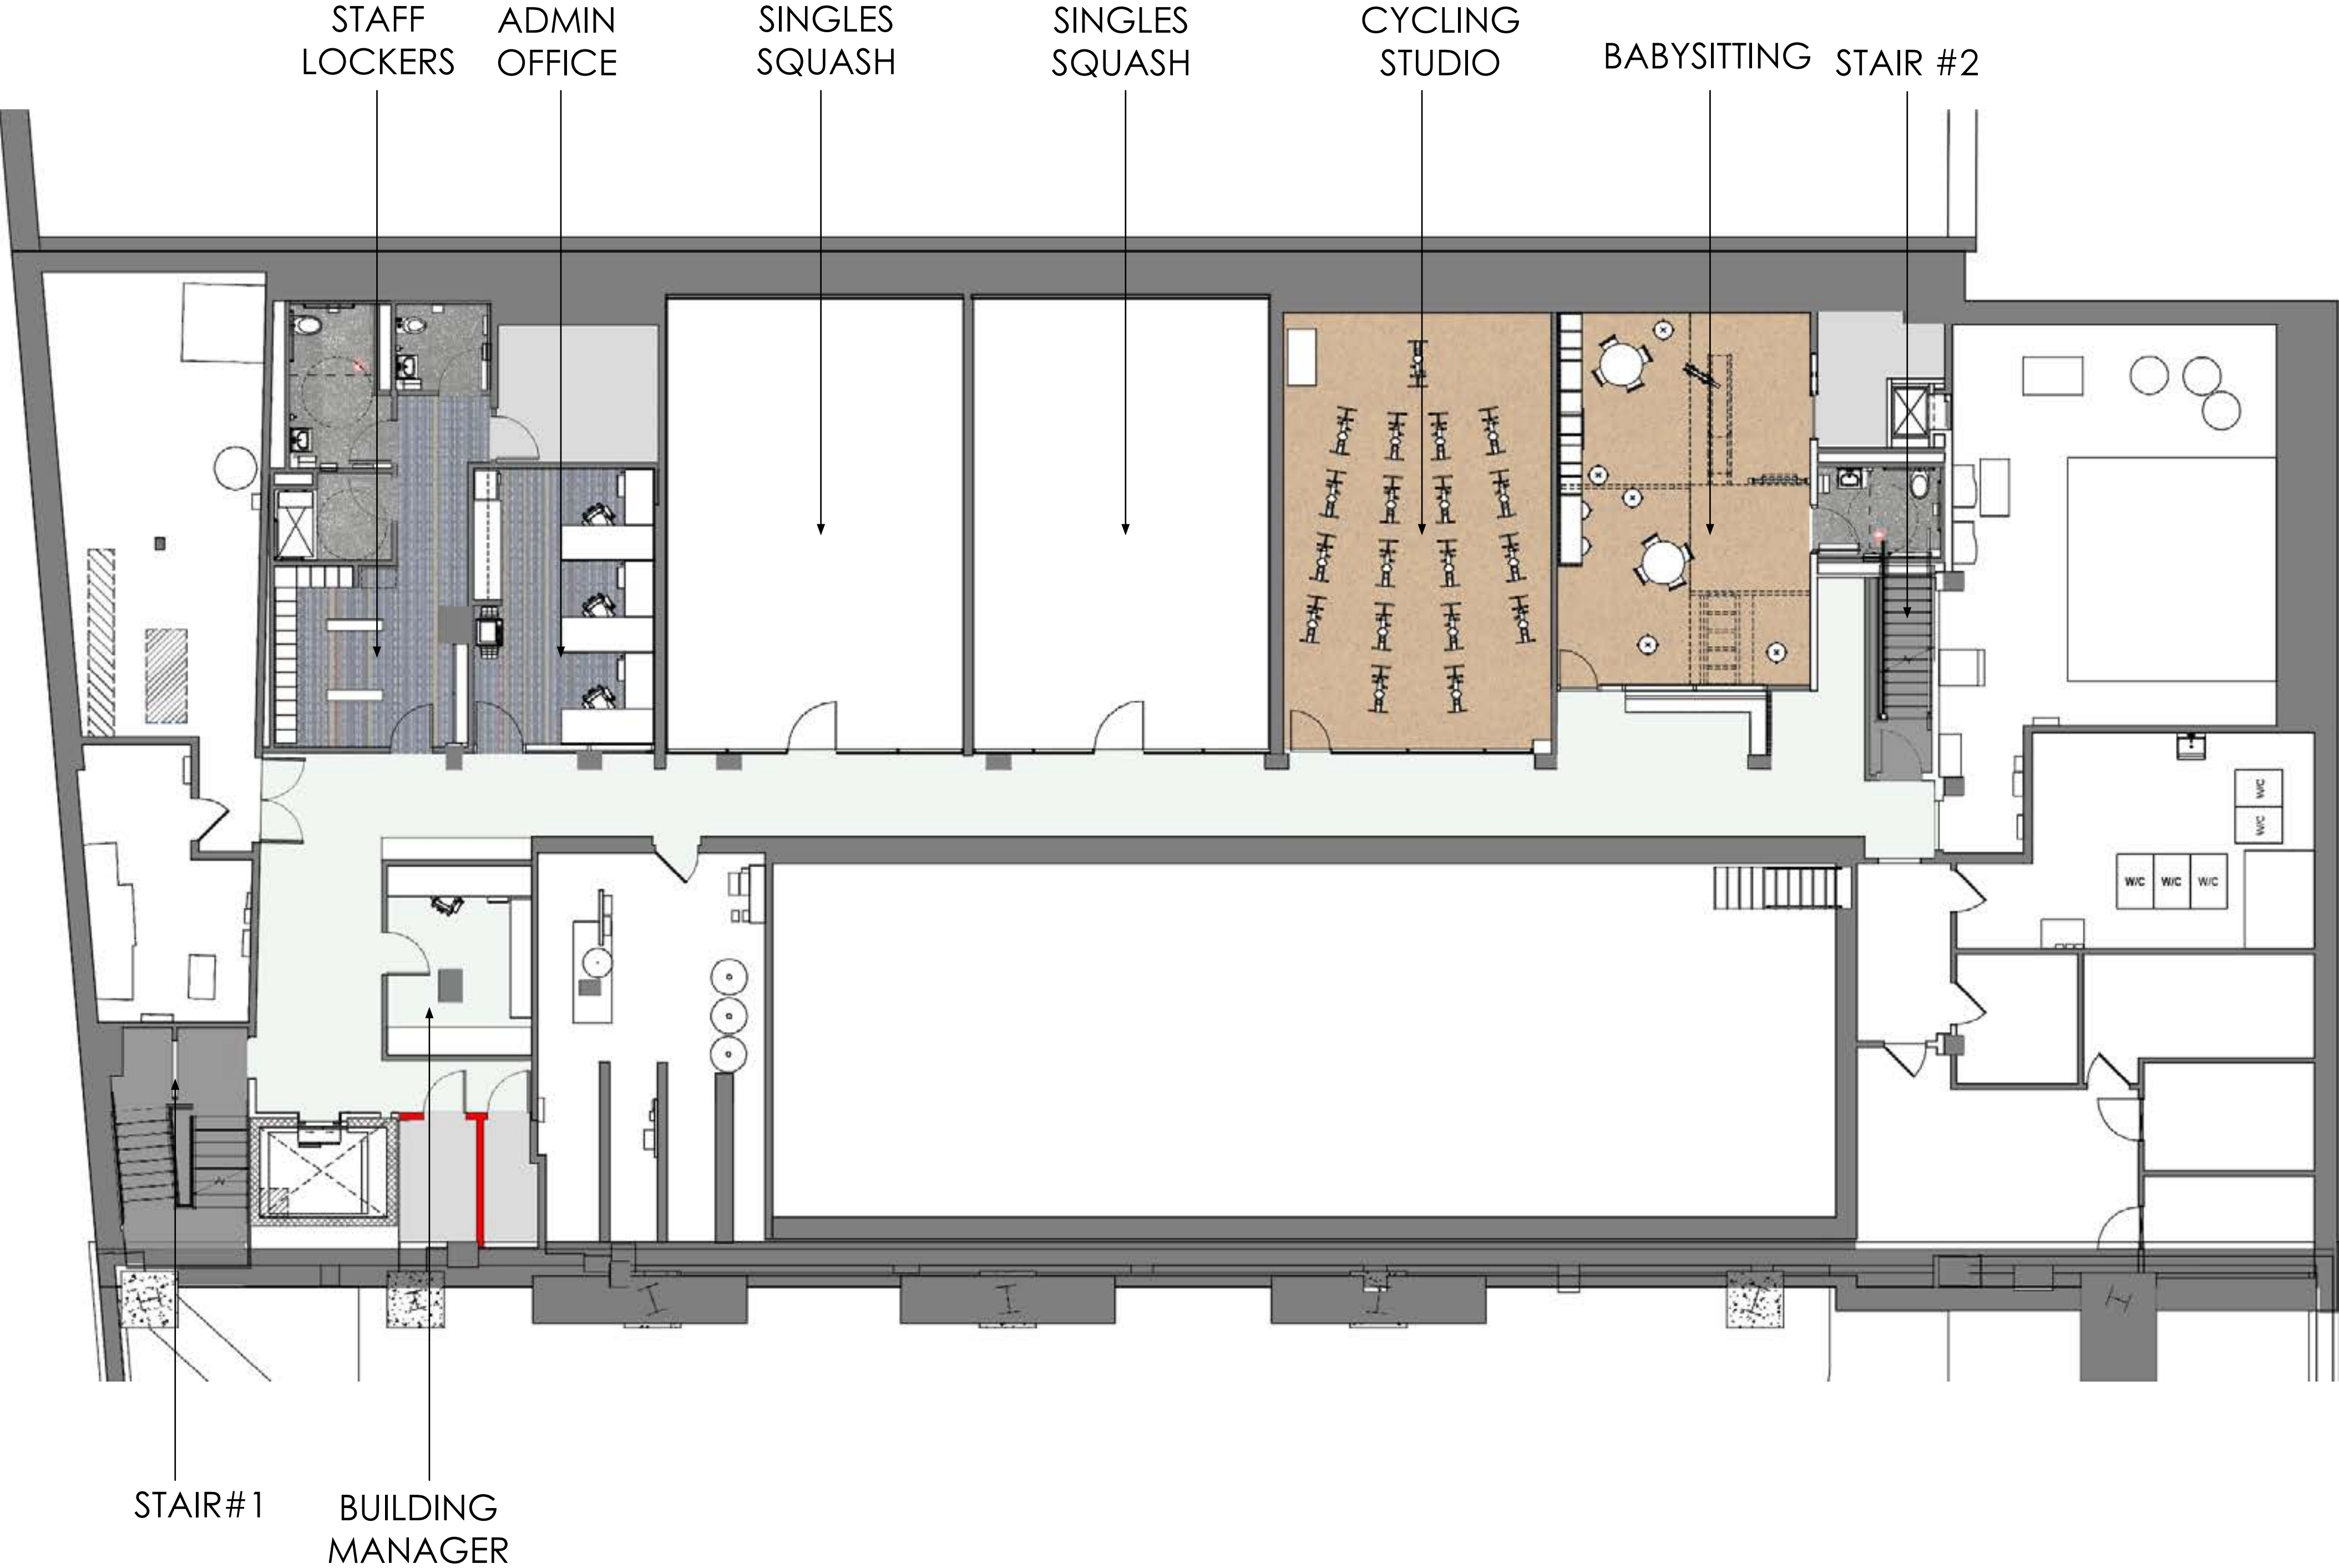 STAFF
LOCKERS
ADMIN
OFFICE
SINGLES
SQUASH
SINGLES
SQUASH
CYCLING
STUDIO
BABYSITTING
STAIR #2
W/C
W/C
W/C W/C W/C
STAIR#1
BUILDING
MANAGER